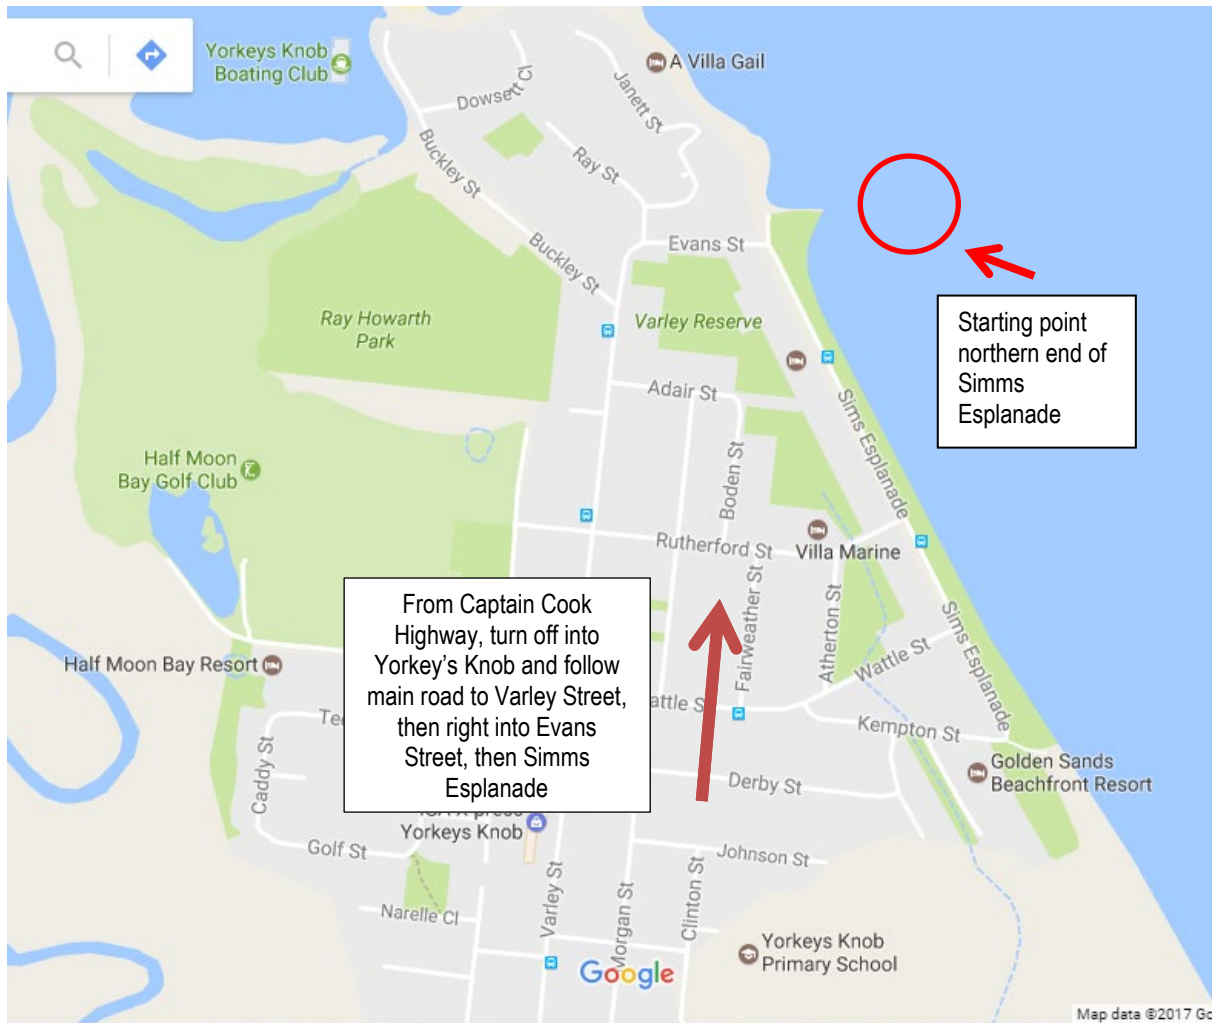 Yorkeys Knob
Boating Club
A Villa Gail
Dowsett Cl
Janett St
Buckley St
Ray St
Evans St
Buckley St
Starting point
northern end of
Simms
Esplanade
Ray Howarth
Park
Varley Reserve
Adair St
Sims Esplanade
Half Moon
Bay Golf Club
Boden St
Rutherford St
Villa Marine
From Captain Cook
Highway, turn off into
Yorkey's Knob and follow
main road to Varley Street,
then right into Evans
Street, then Simms
Esplanade
Fairweather St
Atherton St
Sims Esplanade
Half Moon Bay Resort
Wattle St
attle S
Kempton St
Caddy St
Golden Sands
Beachfront Resort
Derby St
Yorkeys Knob
Golf St
Johnson St
Varley St
Morgan St
Clinton St
Narelle Cl
Yorkeys Knob
Primary School
Google
Map data ©2017 Go